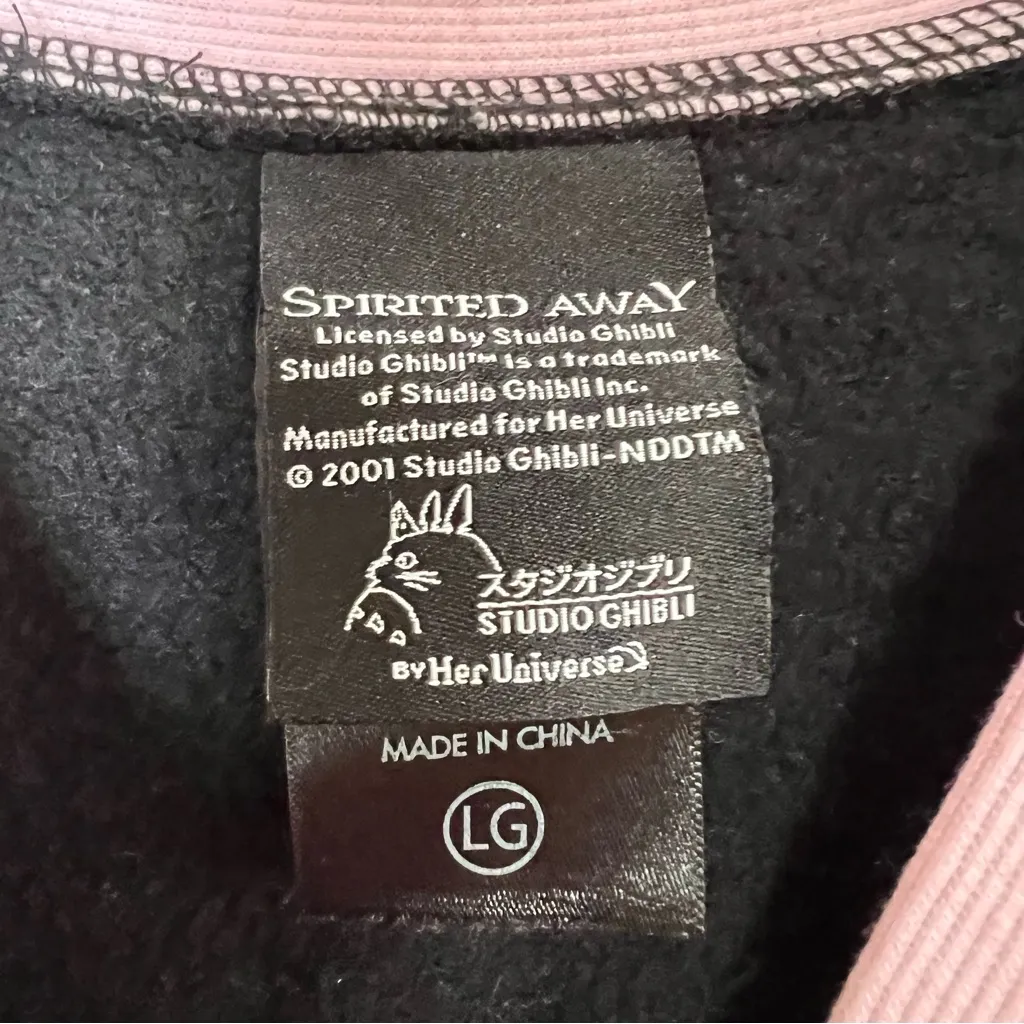 SPIRITED AWAY
Licensed by Studio Ghibli
Studio Ghibli™ is a trademark
of Studio Ghibli Inc.
Manufactured for Her Universe
© 2001 Studio Ghibli-NDDTM
スタジオジブリ
STUDIO GHIBLI
BY Her Universe
MADE IN CHINA
LG